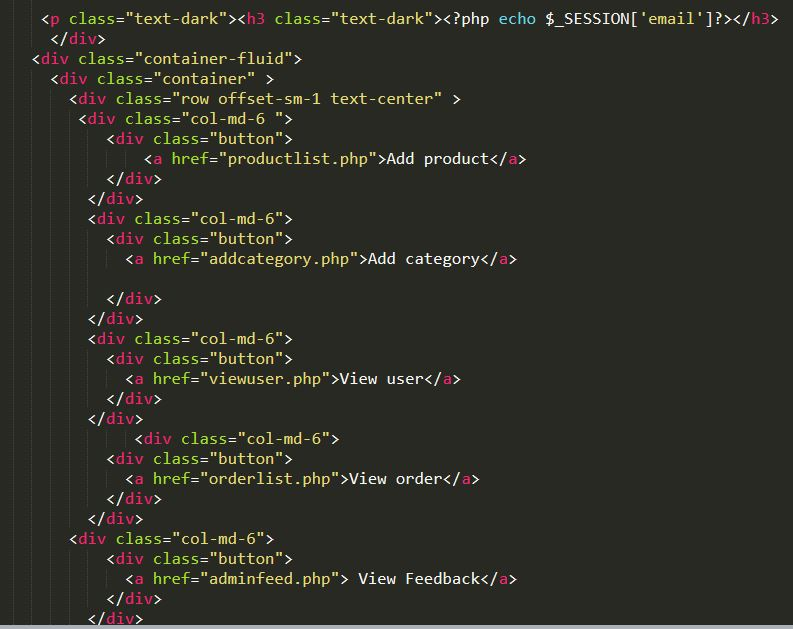 <p class="text-dark"><h3 class="text-dark"><?php echo $_SESSION['email']?></h3>
</div>
<div class="container-fluid">
<div class="container" >
<div class="row offset-sm-1 text-center" >
<div class="col-md-6 ">
<div class="button">
<a href="productlist.php">Add product</a>
</div>
</div>
<div class="col-md-6">
<div class="button">
<a href="addcategory.php">Add category</a>
</div>
</div>
<div class="col-md-6">
<div class="button">
<a href="viewuser.php">View user</a>
</div>
</div>
<div class="col-md-6">
<div class="button">
<a href="orderlist.php">View order</a>
</div>
</div>
<div class="col-md-6">
<div class="button">
<a href="adminfeed.php"> View Feedback</a>
</div>
</div>